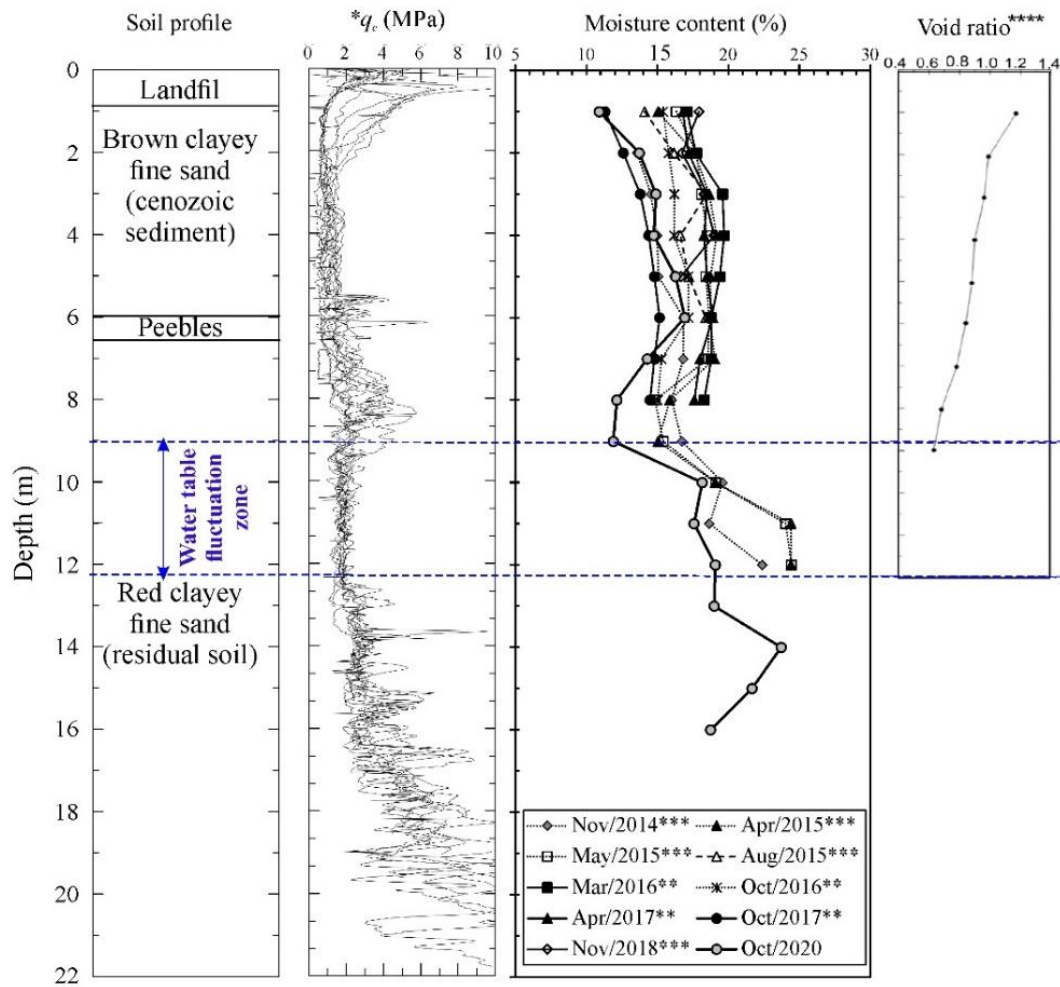 Soil profile
*qc (MPa)
Moisture content (%)
Void ratio****
0 2 4 6 8 10
5 10 15 20 25 30
0.4 0.6 0.8 1.0 1.2 1.4
Depth (m)
0
2
4
6
8
10
12
14
16
18
20
22
Landfil
Brown clayey
fine sand
(cenozoic
sediment)
Peebles
Water table
fluctuation
zone
Red clayey
fine sand
(residual soil)
Nov/2014*** Apr/2015***
May/2015*** Aug/2015***
Mar/2016** Oct/2016**
Apr/2017** Oct/2017**
Nov/2018*** Oct/2020